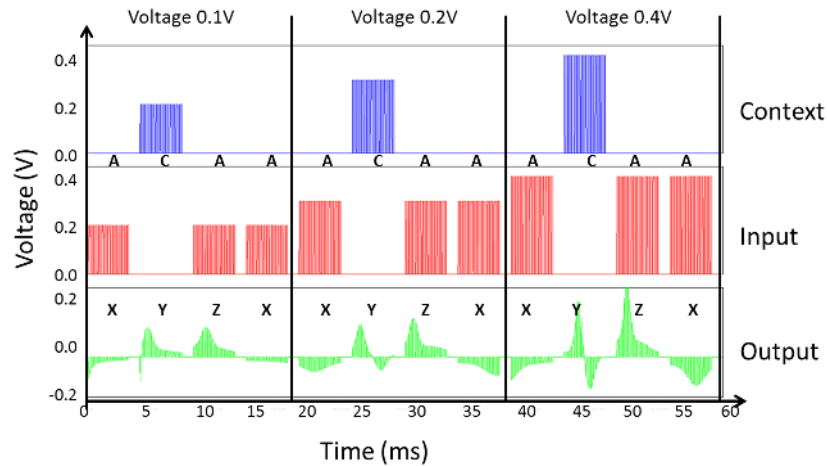 Voltage 0.1V Voltage 0.2V Voltage 0.4V
0.4
0.2
0.0
Context
A C A A A C A A A C A A
0.4
0.2
0.0
Input
Voltage (V)
0.2
0.0
-0.2
X Y Z X X Y Z X X Y Z X
Output
0 5 10 15 20 25 30 35 40 45 50 55 60
Time (ms)